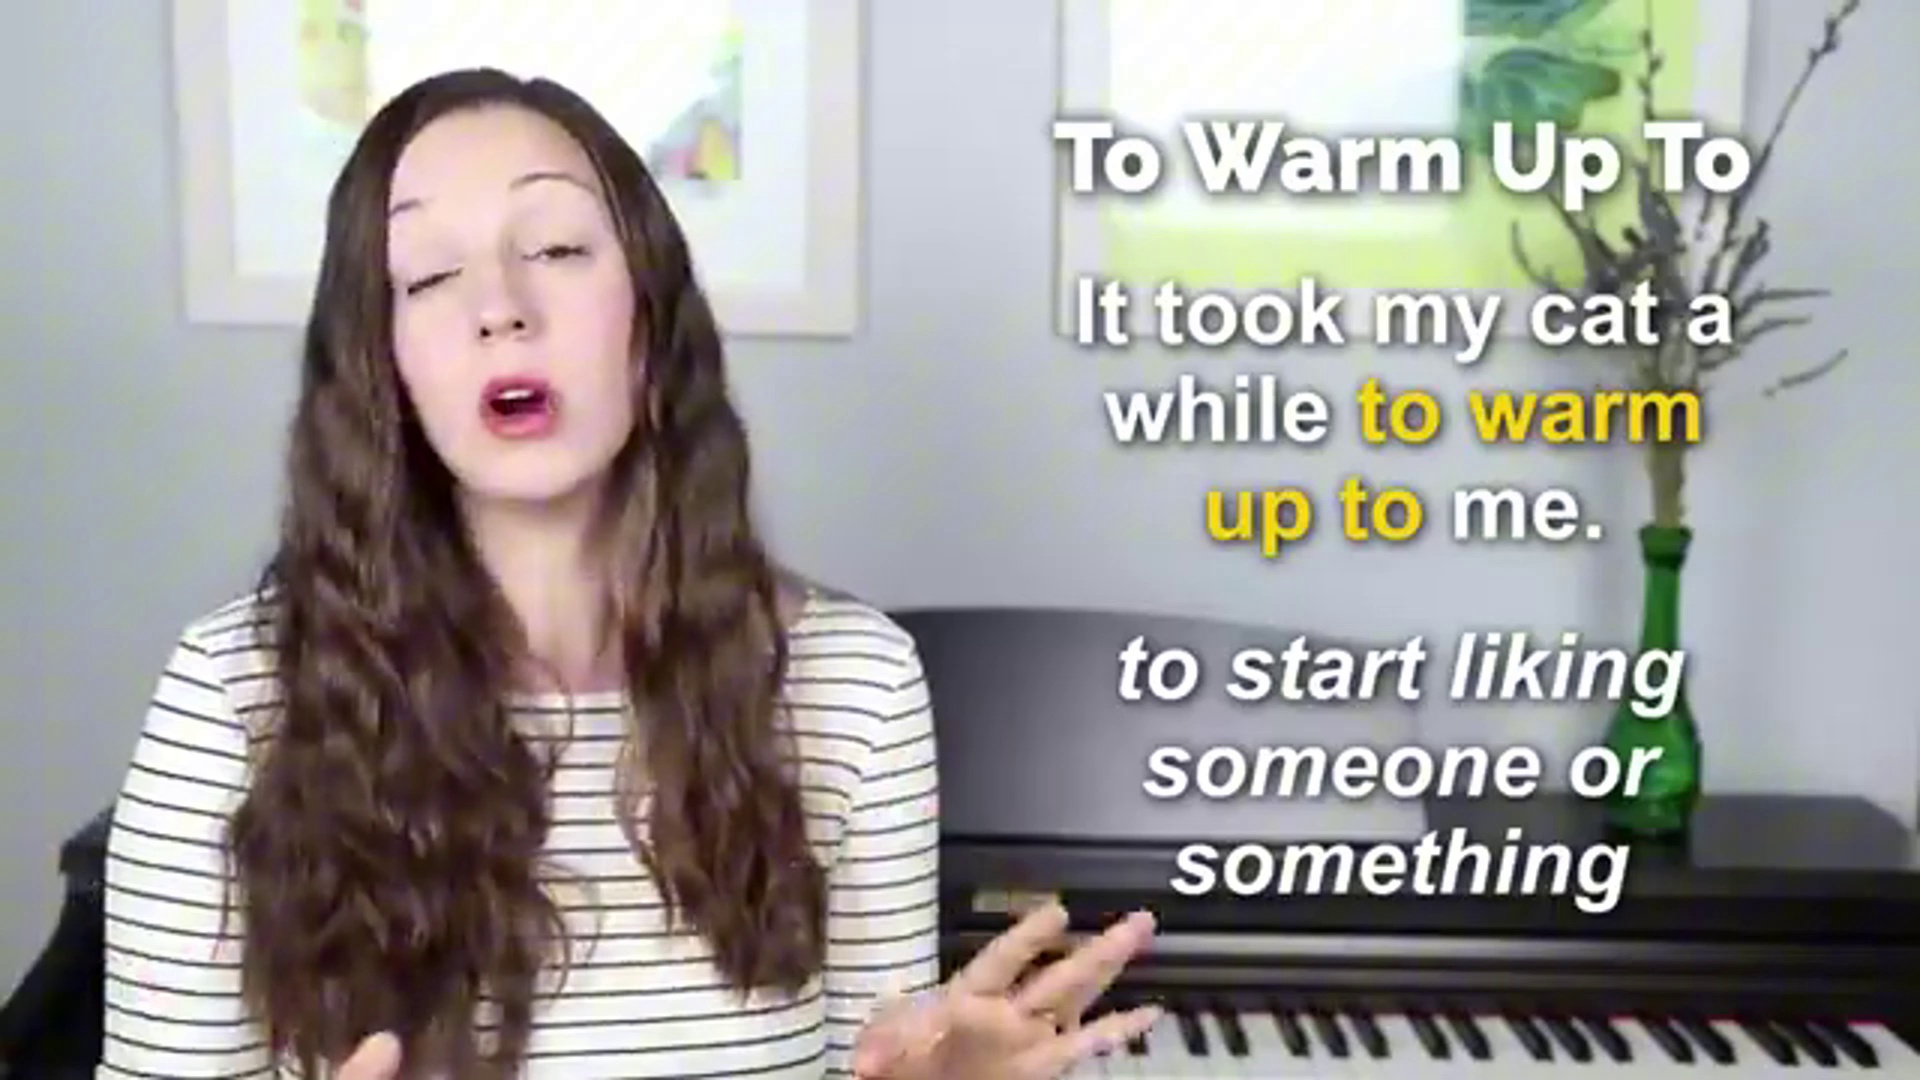 To Warm Up To
It took my cat a
while to warm
up to me.
to start liking
someone or
something